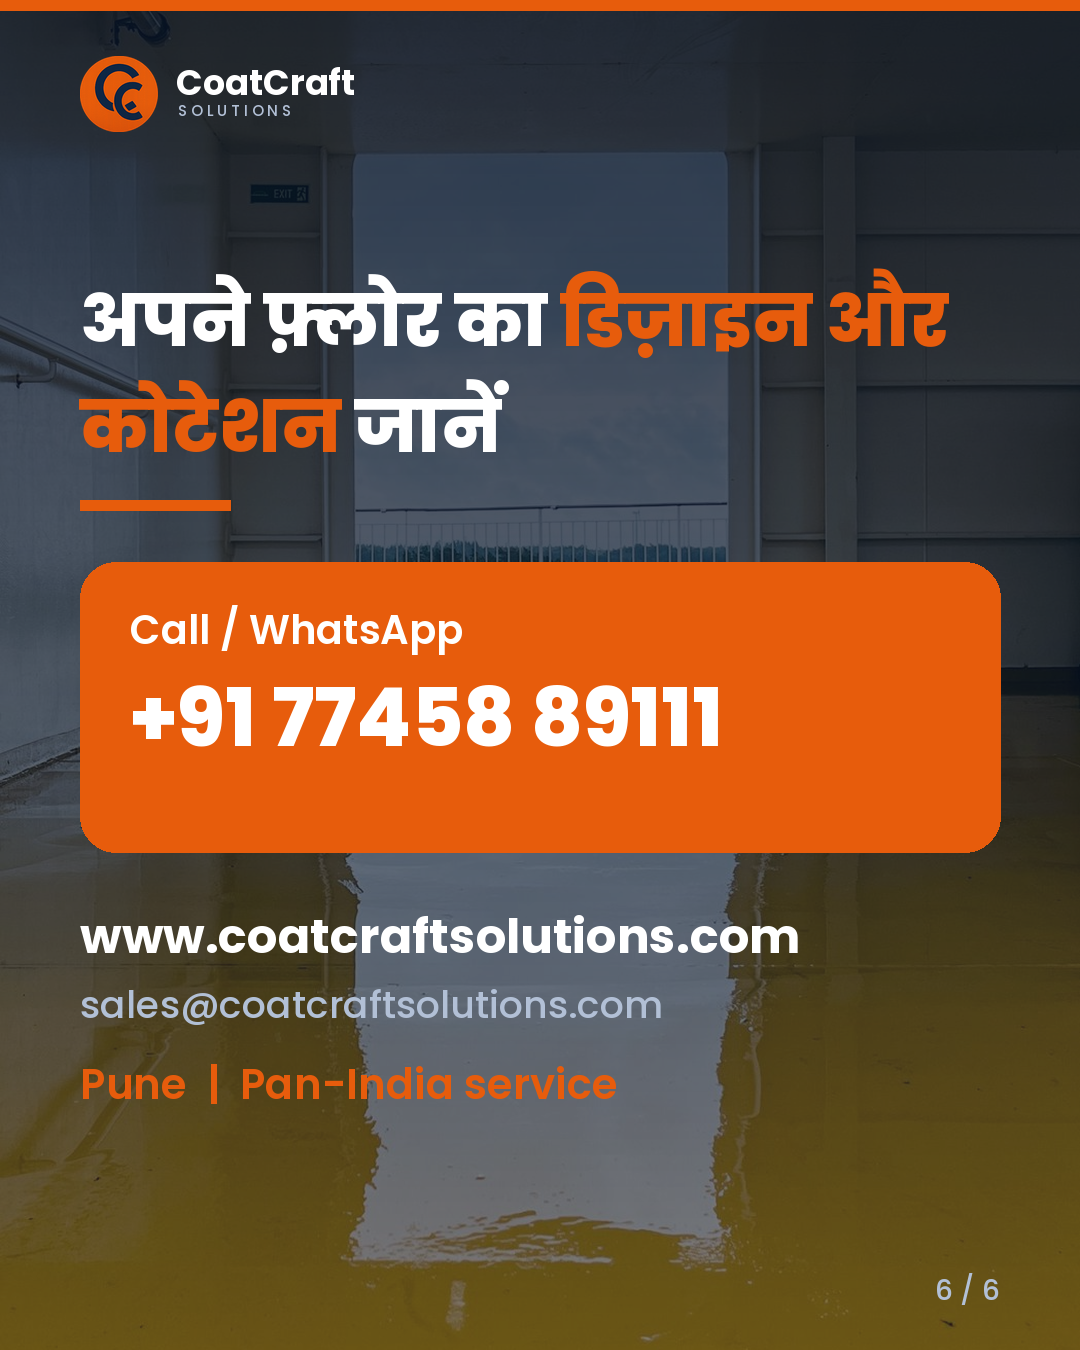 CoatCraft
SOLUTIONS
EXIT
अपने फ़्लोर का डिज़ाइन और
कोटेशन जानें
Call / WhatsApp
+91 77458 89111
www.coatcraftsolutions.com
sales@coatcraftsolutions.com
Pune | Pan-India service
6 / 6